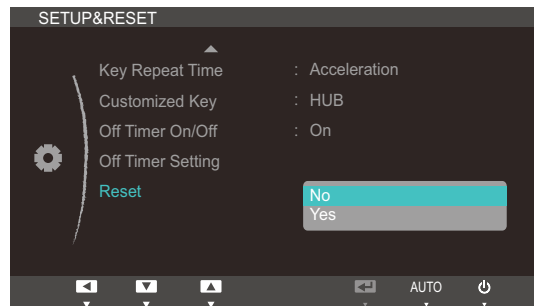 SETUP&RESET
Key Repeat Time : Acceleration
Customized Key : HUB
Off Timer On/Off : On
Off Timer Setting
Reset
No
Yes
AUTO